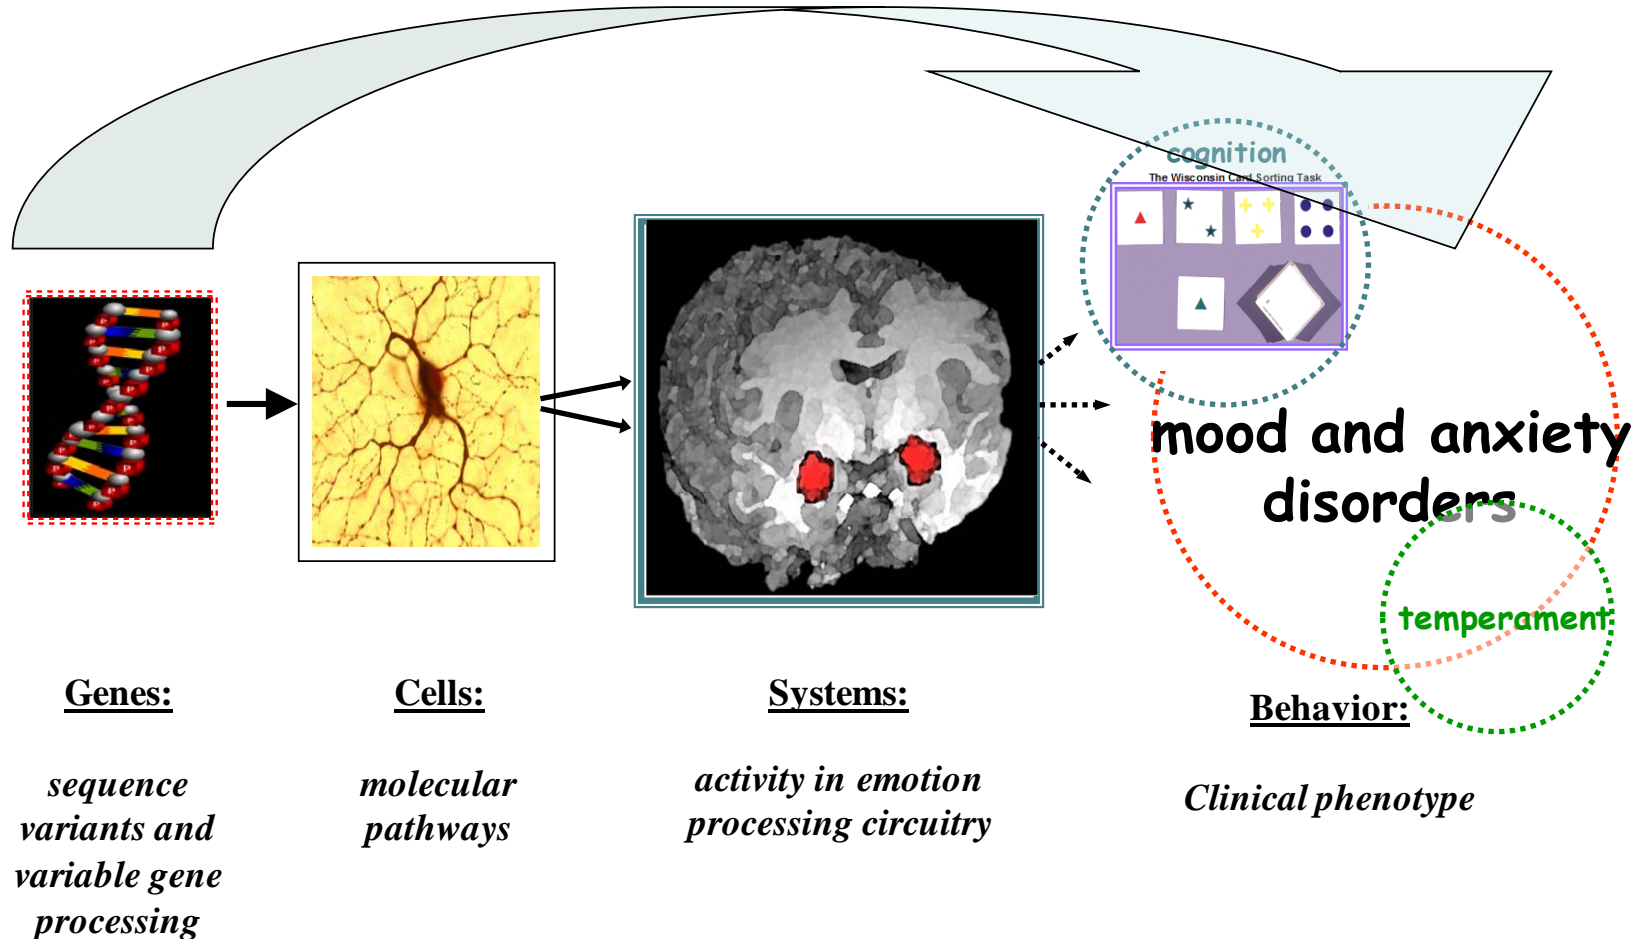 cognition
The Wisconsin Card Sorting Task
mood and anxiety
disorders
temperament
Genes:
sequence
variants and
variable gene
processing
Cells:
molecular
pathways
Systems:
activity in emotion
processing circuitry
Behavior:
Clinical phenotype